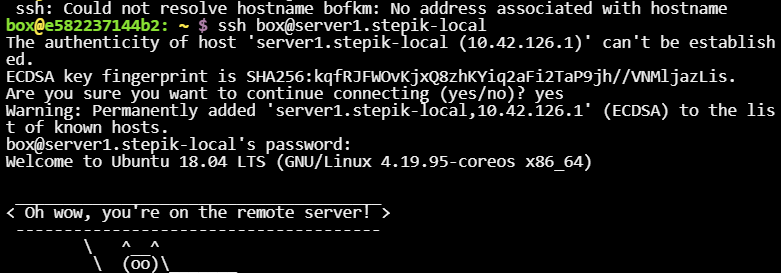 ssh: Could not resolve hostname bofkm: No address associated with hostname
box@e582237144b2: ~ $ ssh box@server1.stepik-local
The authenticity of host 'server1.stepik-local (10.42.126.1)' can't be establish
ed.
ECDSA key fingerprint is SHA256:kqfRJFWOvKjxQ8zhKYiq2aFi2TaP9jh//VNMljazLis.
Are you sure you want to continue connecting (yes/no)? yes
Warning: Permanently added 'server1.stepik-local,10.42.126.1' (ECDSA) to the lis
t of known hosts.
box@server1.stepik-local's password:
Welcome to Ubuntu 18.04 LTS (GNU/Linux 4.19.95-coreos x86_64)
 ___________________________________
< Oh wow, you're on the remote server! >
 -----------------------------------
        \   ^__^
         \  (oo)\_______